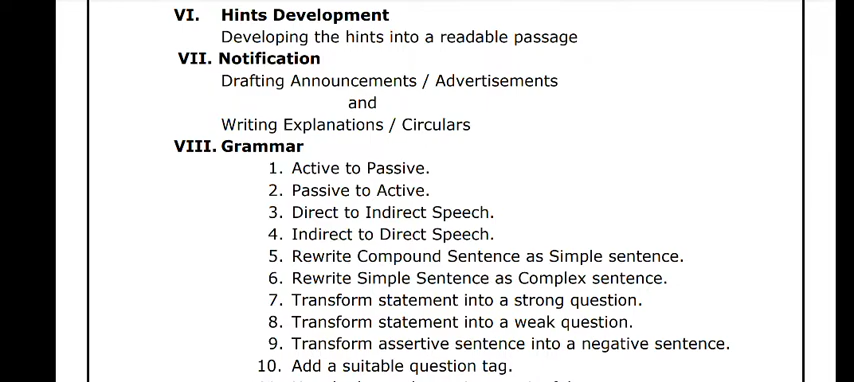 VI. Hints Development
Developing the hints into a readable passage
VII. Notification
Drafting Announcements / Advertisements
and
Writing Explanations / Circulars
VIII. Grammar
1. Active to Passive.
2. Passive to Active.
3. Direct to Indirect Speech.
4. Indirect to Direct Speech.
5. Rewrite Compound Sentence as Simple sentence.
6. Rewrite Simple Sentence as Complex sentence.
7. Transform statement into a strong question.
8. Transform statement into a weak question.
9. Transform assertive sentence into a negative sentence.
10. Add a suitable question tag.